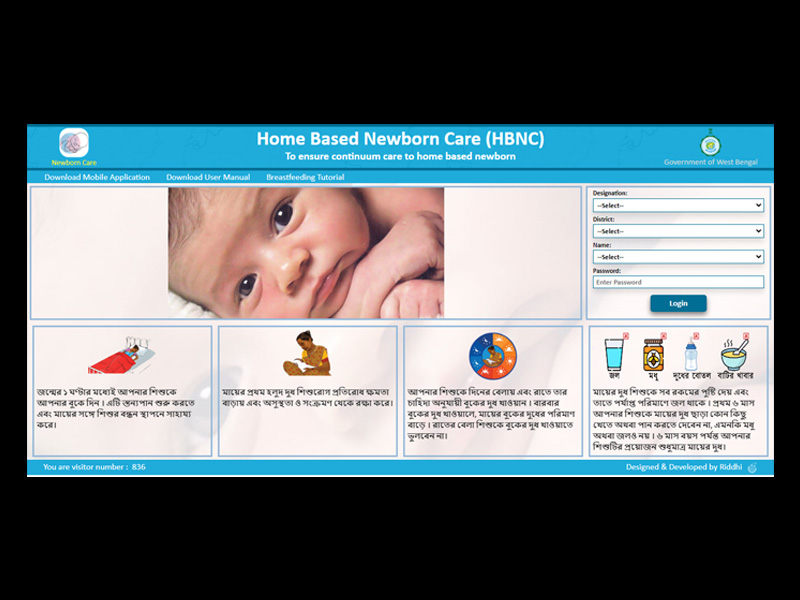 Home Based Newborn Care (HBNC)
To ensure continuum care to home based newborn
Newborn Care
Government of West Bengal
Download Mobile Application Download User Manual Breastfeeding Tutorial
Designation:
--Select--
District:
--Select--
Name:
--Select--
Password:
Enter Password
Login
জন্মের ১ ঘণ্টার মধ্যেই আপনার শিশুকে
আপনার বুকে দিন । এটি স্তন্যপান শুরু করতে
এবং মায়ের সঙ্গে শিশুর বন্ধন স্থাপনে সাহায্য
করে।
মায়ের প্রথম হলুদ দুধ শিশুরোগ প্রতিরোধ ক্ষমতা
বাড়ায় এবং অসুস্থতা ও সংক্রমণ থেকে রক্ষা করে।
আপনার শিশুকে দিনের বেলায় এবং রাতে তার
চাহিদা অনুযায়ী বুকের দুধ খাওয়ান । বারবার
বুকের দুধ খাওয়ালে, মায়ের বুকের দুধের পরিমাণ
বাড়ে । রাতের বেলা শিশুকে বুকের দুধ খাওয়াতে
ভুলবেন না।
জল মধু দুধের বোতল বাটির খাবার
মায়ের দুধ শিশুকে সব রকমের পুষ্টি দেয় এবং
তাতে পর্যাপ্ত পরিমাণে জল থাকে । প্রথম ৬ মাস
আপনার শিশুকে মায়ের দুধ ছাড়া কোন কিছু
খেতে অথবা পান করতে দেবেন না, এমনকি মধু
অথবা জলও নয় । ৬ মাস বয়স পর্যন্ত আপনার
শিশুটির প্রয়োজন শুধুমাত্র মায়ের দুধ।
You are visitor number : 836
Designed & Developed by Riddhi